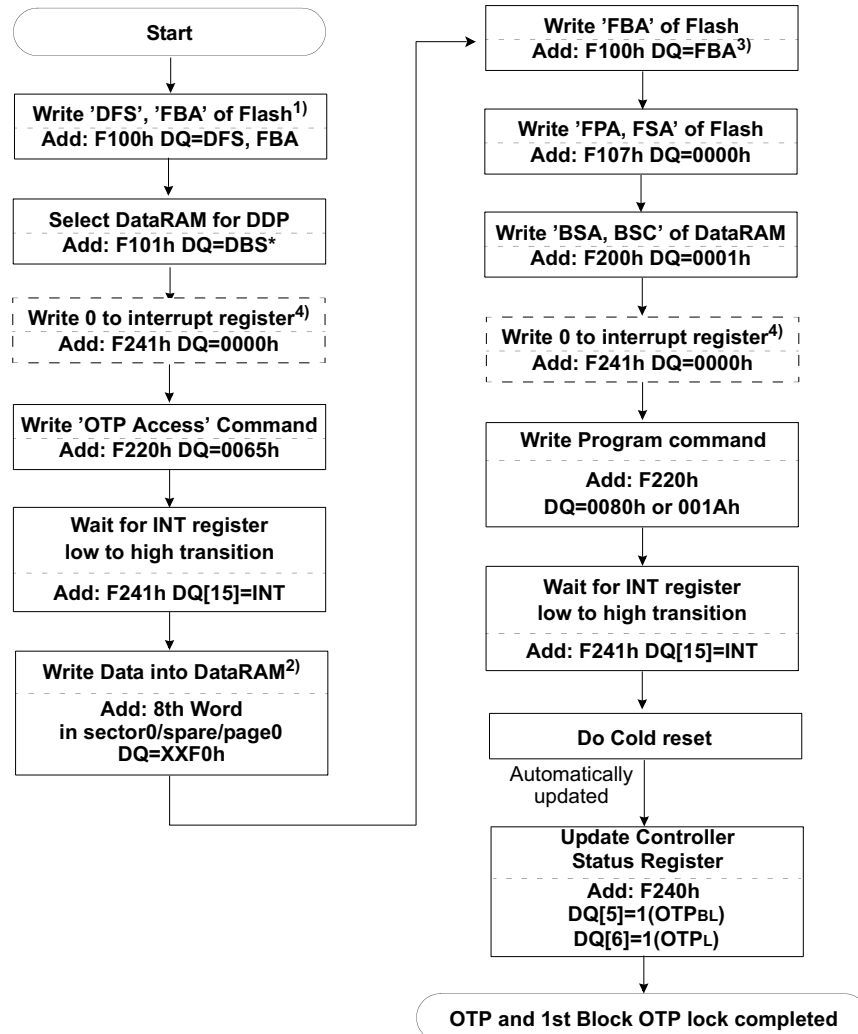 Start
Write 'DFS', 'FBA' of Flash1)
Add: F100h DQ=DFS, FBA
Select DataRAM for DDP
Add: F101h DQ=DBS*
Write 0 to interrupt register4)
Add: F241h DQ=0000h
Write 'OTP Access' Command
Add: F220h DQ=0065h
Wait for INT register
low to high transition
Add: F241h DQ[15]=INT
Write Data into DataRAM2)
Add: 8th Word
in sector0/spare/page0
DQ=XXF0h
Write 'FBA' of Flash
Add: F100h DQ=FBA3)
Write 'FPA, FSA' of Flash
Add: F107h DQ=0000h
Write 'BSA, BSC' of DataRAM
Add: F200h DQ=0001h
Write 0 to interrupt register4)
Add: F241h DQ=0000h
Write Program command
Add: F220h
DQ=0080h or 001Ah
Wait for INT register
low to high transition
Add: F241h DQ[15]=INT
Do Cold reset
Automatically
updated
Update Controller
Status Register
Add: F240h
DQ[5]=1(OTPBL)
DQ[6]=1(OTPL)
OTP and 1st Block OTP lock completed